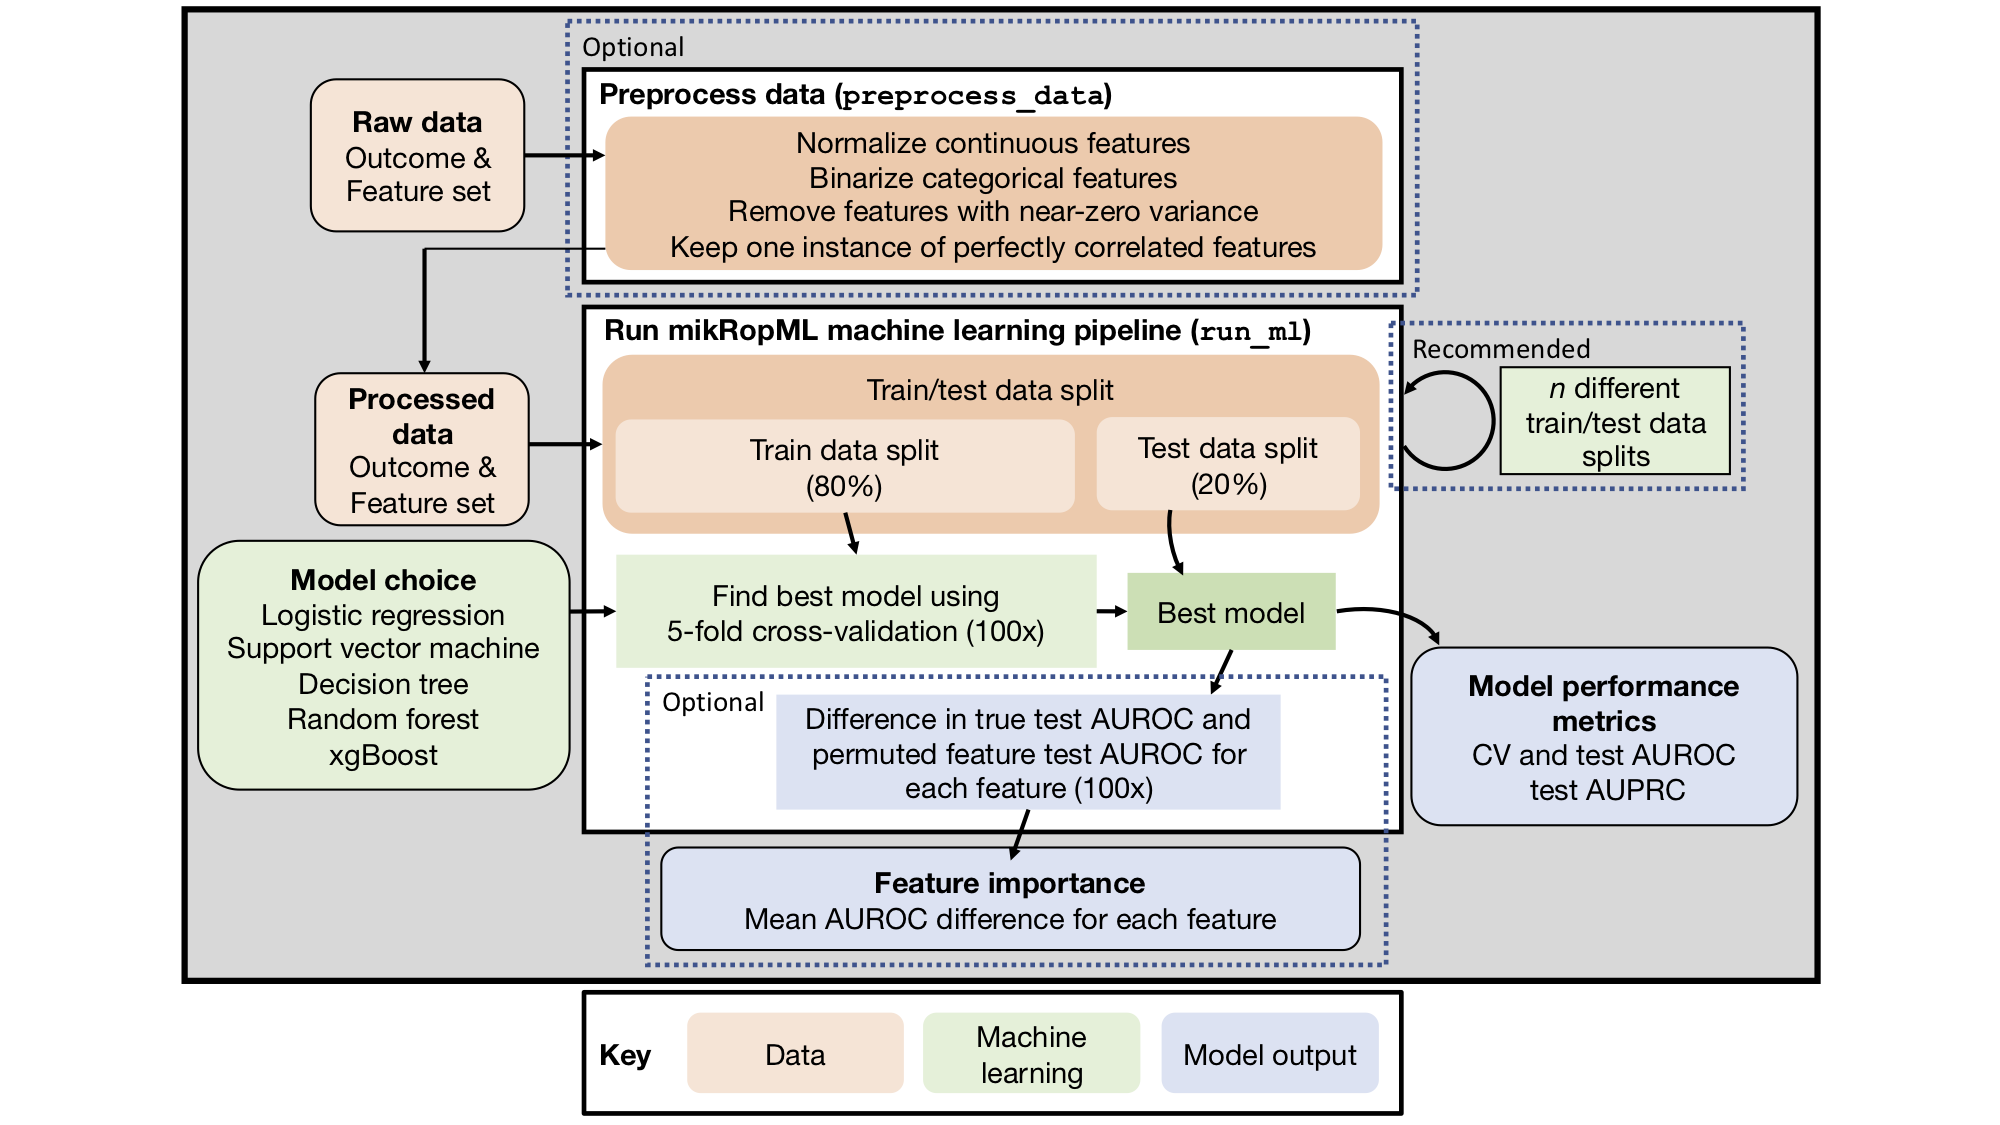 Optional
Preprocess data (preprocess_data)
Raw data
Outcome &
Feature set
Normalize continuous features
Binarize categorical features
Remove features with near-zero variance
Keep one instance of perfectly correlated features
Run mikRopML machine learning pipeline (run_ml)
Processed
data
Outcome &
Feature set
Train/test data split
Train data split
(80%)
Test data split
(20%)
Recommended
n different
train/test data
splits
Model choice
Logistic regression
Support vector machine
Decision tree
Random forest
xgBoost
Find best model using
5-fold cross-validation (100x)
Best model
Optional
Difference in true test AUROC and
permuted feature test AUROC for
each feature (100x)
Model performance
metrics
CV and test AUROC
test AUPRC
Feature importance
Mean AUROC difference for each feature
Key
Data
Machine
learning
Model output